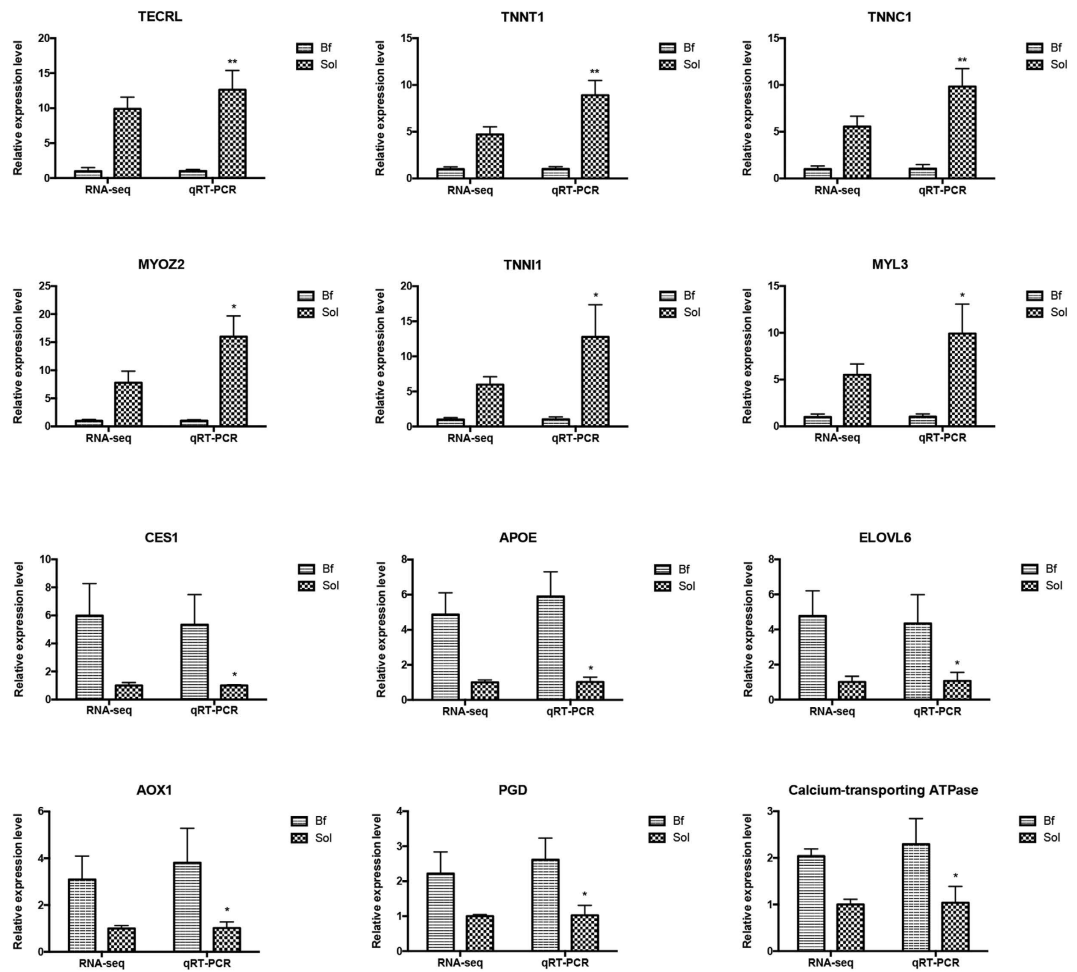 TECRL
Relative expression level
20
15
10
5
0
RNA-seq
qRT-PCR
**
Bf
Sol
TNNT1
Relative expression level
15
10
5
0
RNA-seq
qRT-PCR
**
Bf
Sol
TNNC1
Relative expression level
15
10
5
0
RNA-seq
qRT-PCR
**
Bf
Sol
MYOZ2
Relative expression level
25
20
15
10
5
0
RNA-seq
qRT-PCR
*
Bf
Sol
TNNI1
Relative expression level
20
15
10
5
0
RNA-seq
qRT-PCR
*
Bf
Sol
MYL3
Relative expression level
15
10
5
0
RNA-seq
qRT-PCR
*
Bf
Sol
CES1
Relative expression level
10
8
6
4
2
0
RNA-seq
qRT-PCR
*
Bf
Sol
APOE
Relative expression level
8
6
4
2
0
RNA-seq
qRT-PCR
*
Bf
Sol
ELOVL6
Relative expression level
8
6
4
2
0
RNA-seq
qRT-PCR
*
Bf
Sol
AOX1
Relative expression level
6
4
2
0
RNA-seq
qRT-PCR
*
Bf
Sol
PGD
Relative expression level
4
3
2
1
0
RNA-seq
qRT-PCR
*
Bf
Sol
Calcium-transporting ATPase
Relative expression level
3
2
1
0
RNA-seq
qRT-PCR
*
Bf
Sol